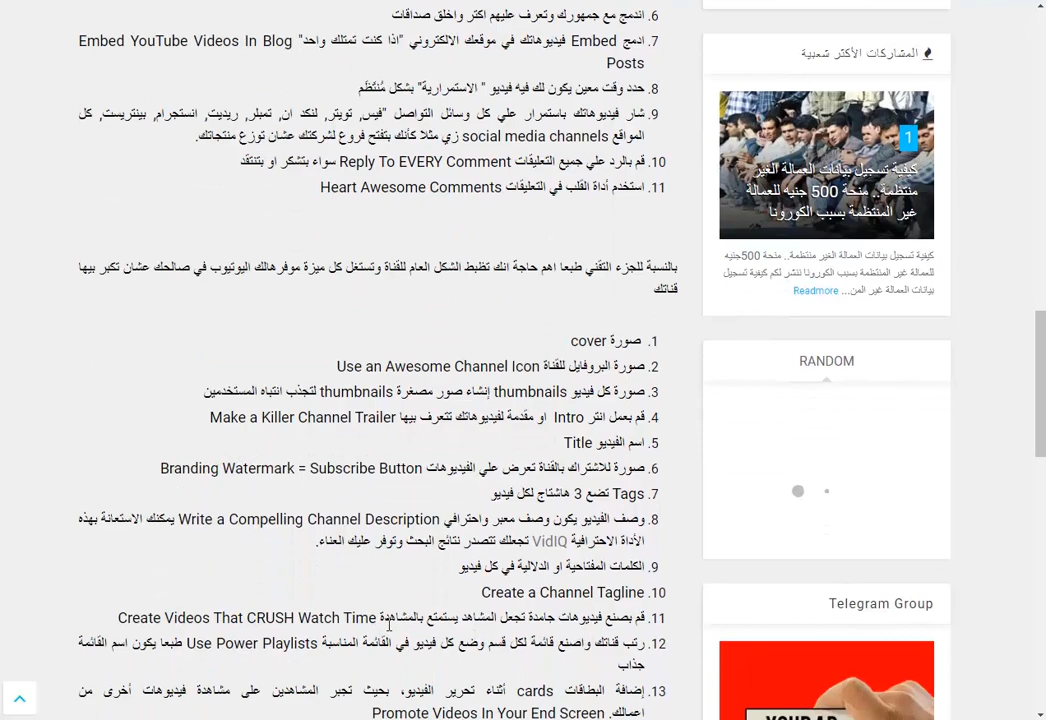 6. اندمج مع جمهورك وتعرف عليهم اكتر واخلق صداقات
7. ادمج Embed فيديوهاتك في موقعك الالكتروني "اذا كنت تمتلك واحد" Embed YouTube Videos In Blog
Posts
8. حدد وقت معين يكون لك فيه فيديو " الاستمرارية" بشكل مُنتَظَم
9. شار فيديوهاتك باستمرار علي كل وسائل التواصل "فيس, تويتر, لنكد ان, تمبلر, ريديت, انستجرام, بينتريست, كل
المواقع social media channels زي مثلا كأنك بتفتح فروع لشركتك عشان توزع منتجاتك.
10. قم بالرد علي جميع التعليقات Reply To EVERY Comment سواء بتشكر او بتنتقد
11. استخدم أداة القلب في التعليقات Heart Awesome Comments
بالنسبة للجزء التقني طبعا اهم حاجة انك تظبط الشكل العام للقناة وتستغل كل ميزة موفرهالك اليوتيوب في صالحك عشان تكبر بيها
قناتك
1. صورة cover
2. صورة البروفايل للقناة Use an Awesome Channel Icon
3. صورة كل فيديو thumbnails إنشاء صور مصغرة thumbnails لتجذب انتباه المستخدمين
4. قم بعمل انتر Intro او مقدمة لفيديوهاتك تتعرف بيها Make a Killer Channel Trailer
5. اسم الفيديو Title
6. صورة للاشتراك بالقناة تعرض علي الفيديوهات Branding Watermark = Subscribe Button
7. Tags تضع 3 هاشتاج لكل فيديو
8. وصف الفيديو يكون وصف معبر واحترافي Write a Compelling Channel Description يمكنك الاستعانة بهذه
الأداة الاحترافية VidIQ تجعلك تتصدر نتائج البحث وتوفر عليك العناء.
9. الكلمات المفتاحية او الدلالية في كل فيديو
10. Create a Channel Tagline
11. قم بصنع فيديوهات جامدة تجعل المشاهد يستمتع بالمشاهدة Create Videos That CRUSH Watch Time
12. رتب قناتك واصنع قائمة لكل قسم وضع كل فيديو في القائمة المناسبة Use Power Playlists طبعا يكون اسم القائمة
جذاب
13. إضافة البطاقات cards أثناء تحرير الفيديو، بحيث تجبر المشاهدين على مشاهدة فيديوهات أخرى من
اعمالك. Promote Videos In Your End Screen
المشاركات الأكثر شعبية
1
كيفية تسجيل بيانات العمالة الغير
منتظمة.. منحة 500 جنيه للعمالة
غير المنتظمة بسبب الكورونا
كيفية تسجيل بيانات العمالة الغير منتظمة.. منحة 500جنيه
للعمالة غير المنتظمة بسبب الكورونا ننشر لكم كيفية تسجيل
بيانات العمالة غير المن... Readmore
RANDOM
Telegram Group